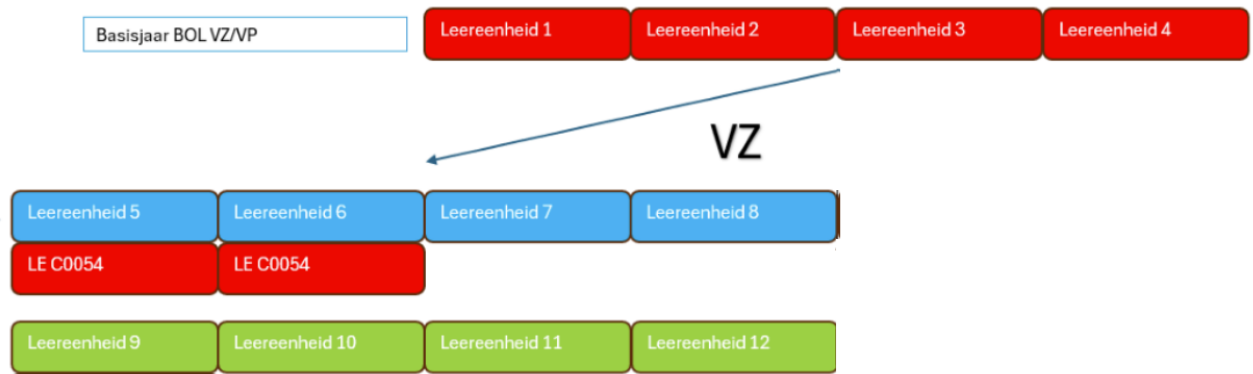 Basisjaar BOL VZ/VP
Leereenheid 1
Leereenheid 2
Leereenheid 3
Leereenheid 4
VZ
Leereenheid 5
Leereenheid 6
Leereenheid 7
Leereenheid 8
LE C0054
LE C0054
Leereenheid 9
Leereenheid 10
Leereenheid 11
Leereenheid 12